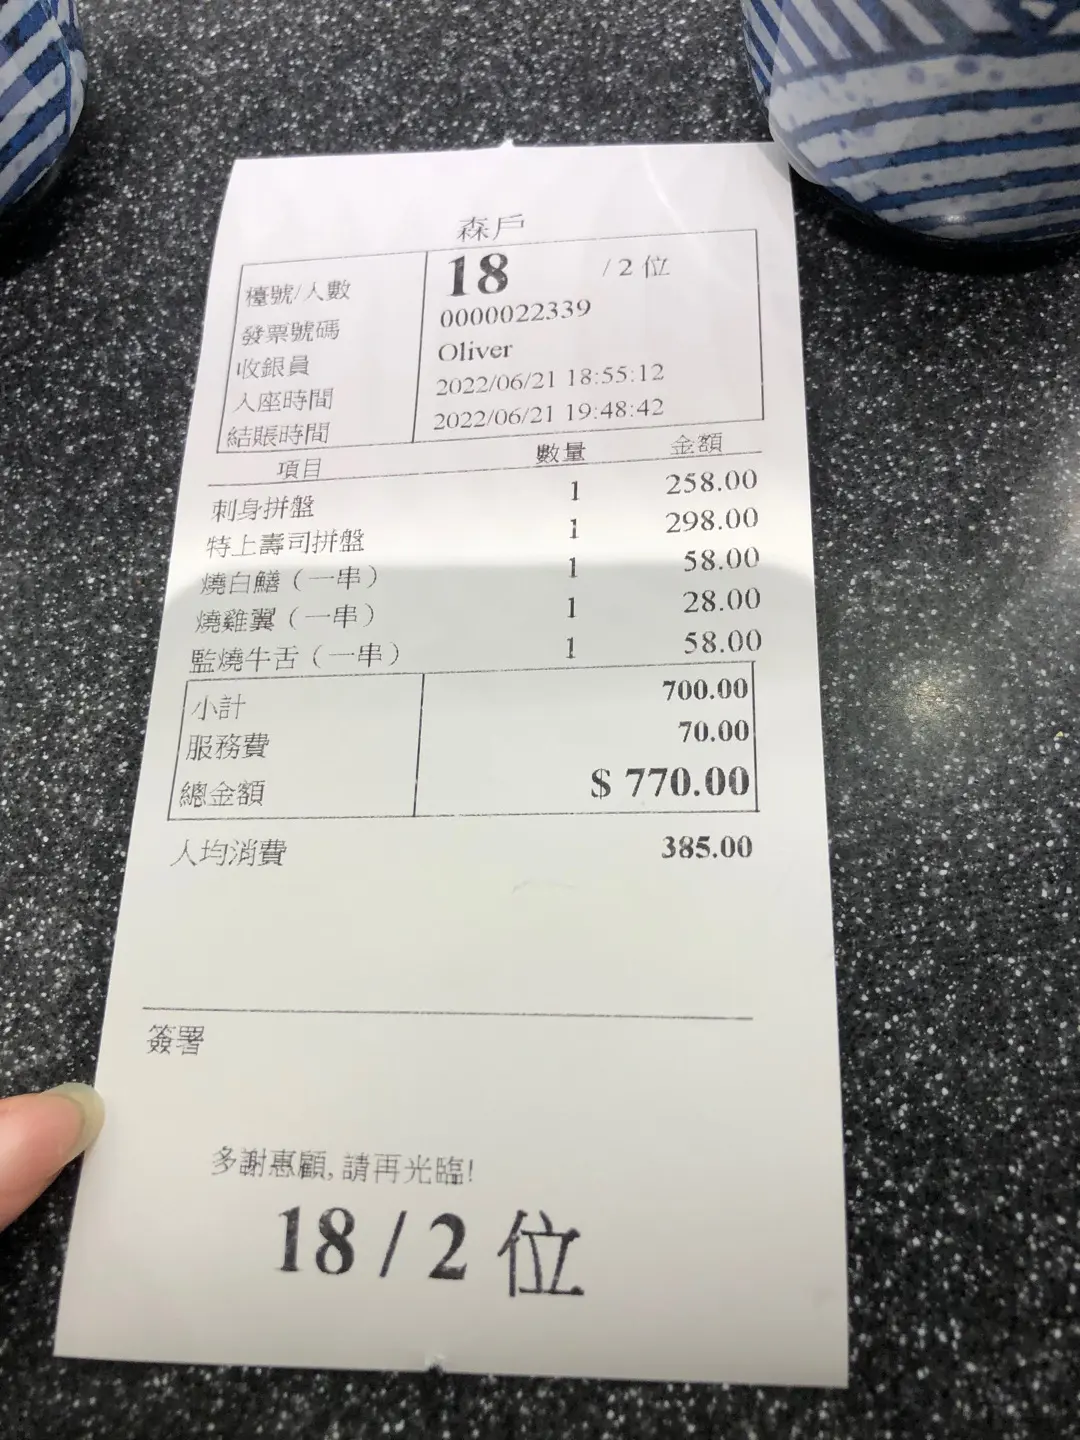 森戶
檯號/人數 18 / 2 位
發票號碼 0000022339
收銀員 Oliver
入座時間 2022/06/21 18:55:12
結賬時間 2022/06/21 19:48:42
項目 數量 金額
刺身拼盤 1 258.00
特上壽司拼盤 1 298.00
燒白鱔（一串） 1 58.00
燒雞翼（一串） 1 28.00
監燒牛舌（一串） 1 58.00
小計 700.00
服務費 70.00
總金額 $ 770.00
人均消費 385.00
簽署
多謝惠顧, 請再光臨!
18 / 2 位